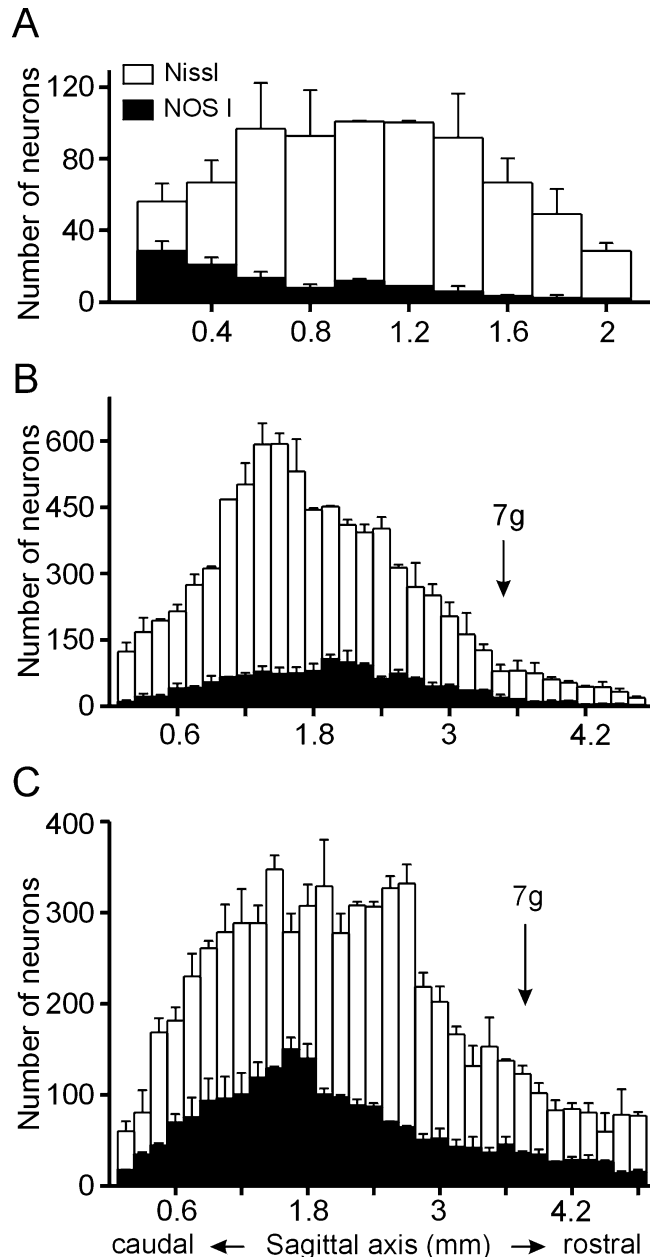 A
Nissl
NOS I
Number of neurons
120
80
40
0
0.4 0.8 1.2 1.6 2
B
Number of neurons
600
450
300
150
0
7g
0.6 1.8 3 4.2
C
Number of neurons
400
300
200
100
0
7g
0.6 1.8 3 4.2
caudal Sagittal axis (mm) rostral